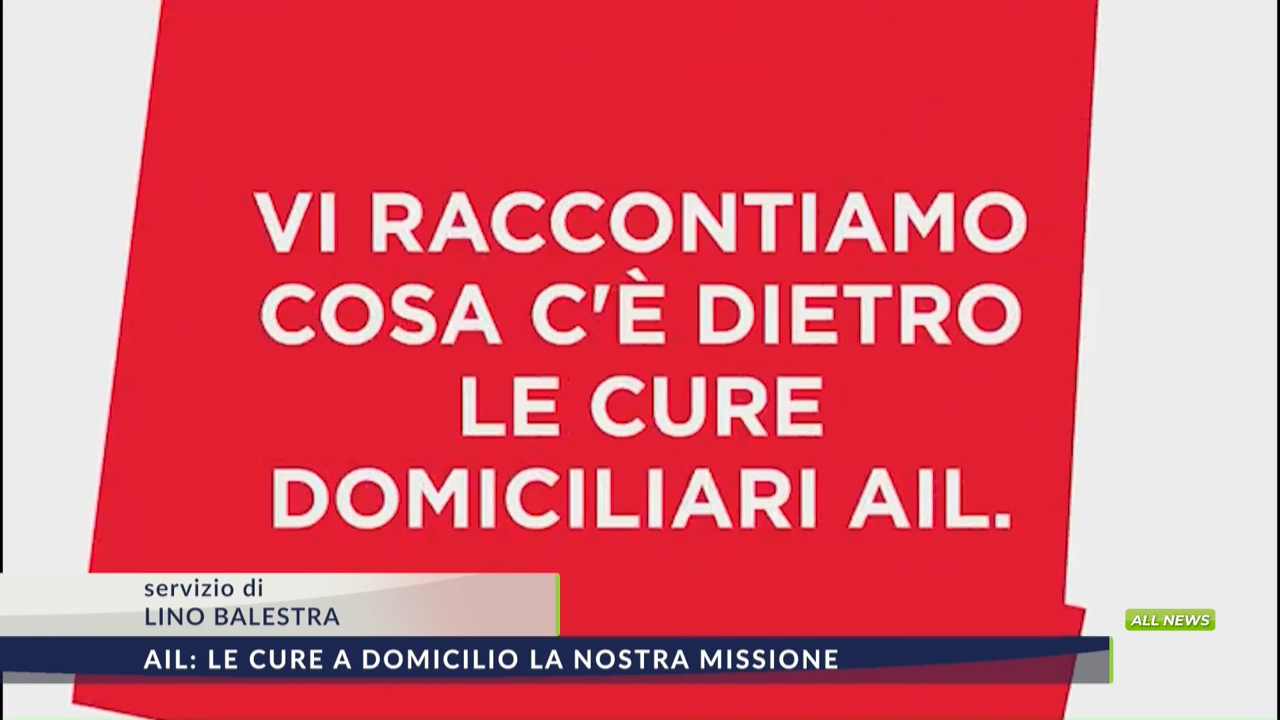 VI RACCONTIAMO
COSA C'È DIETRO
LE CURE
DOMICILIARI AIL.
servizio di
LINO BALESTRA
ALL NEWS
AIL: LE CURE A DOMICILIO LA NOSTRA MISSIONE